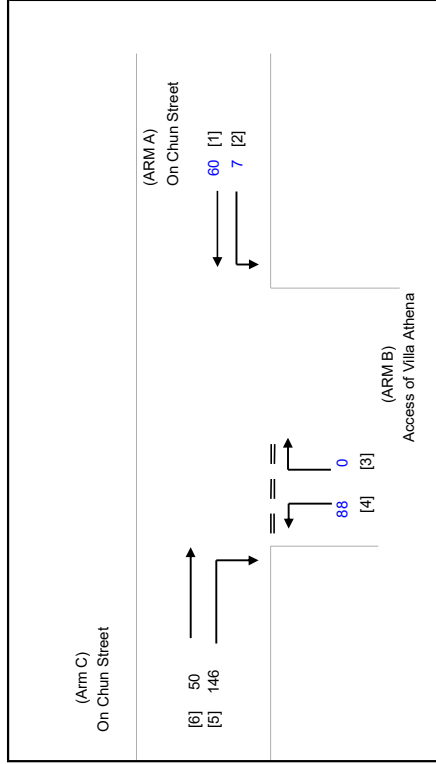 (ARM A)
On Chun Street
60 [1]
7 [2]
(Arm C)
On Chun Street
[6] 50
[5] 146
88
0
[4]
[3]
(ARM B)
Access of Villa Athena